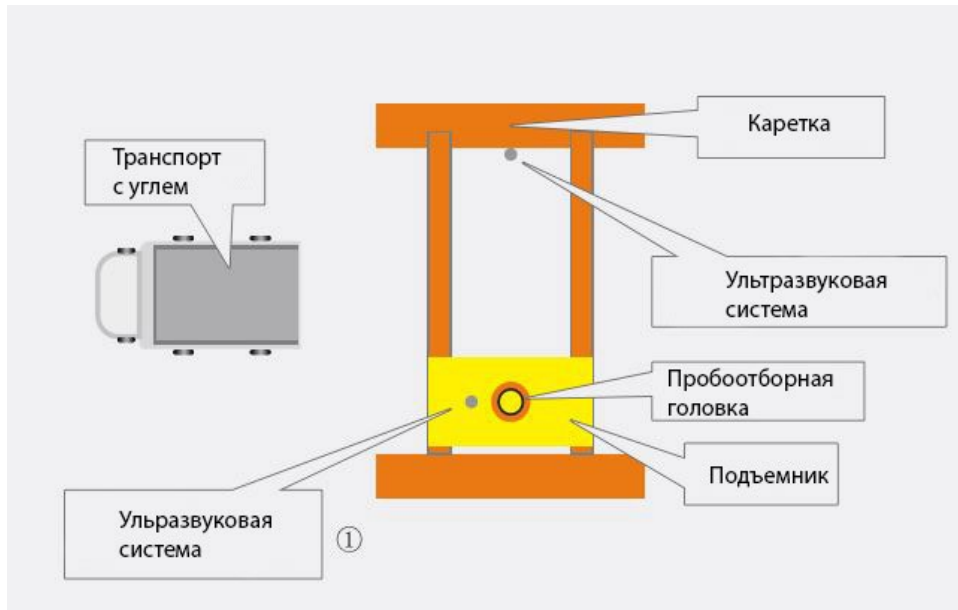 Каретка
Транспорт
с углем
Ультразвуковая
система
Пробоотборная
головка
Подъемник
Ульразвуковая
система
①